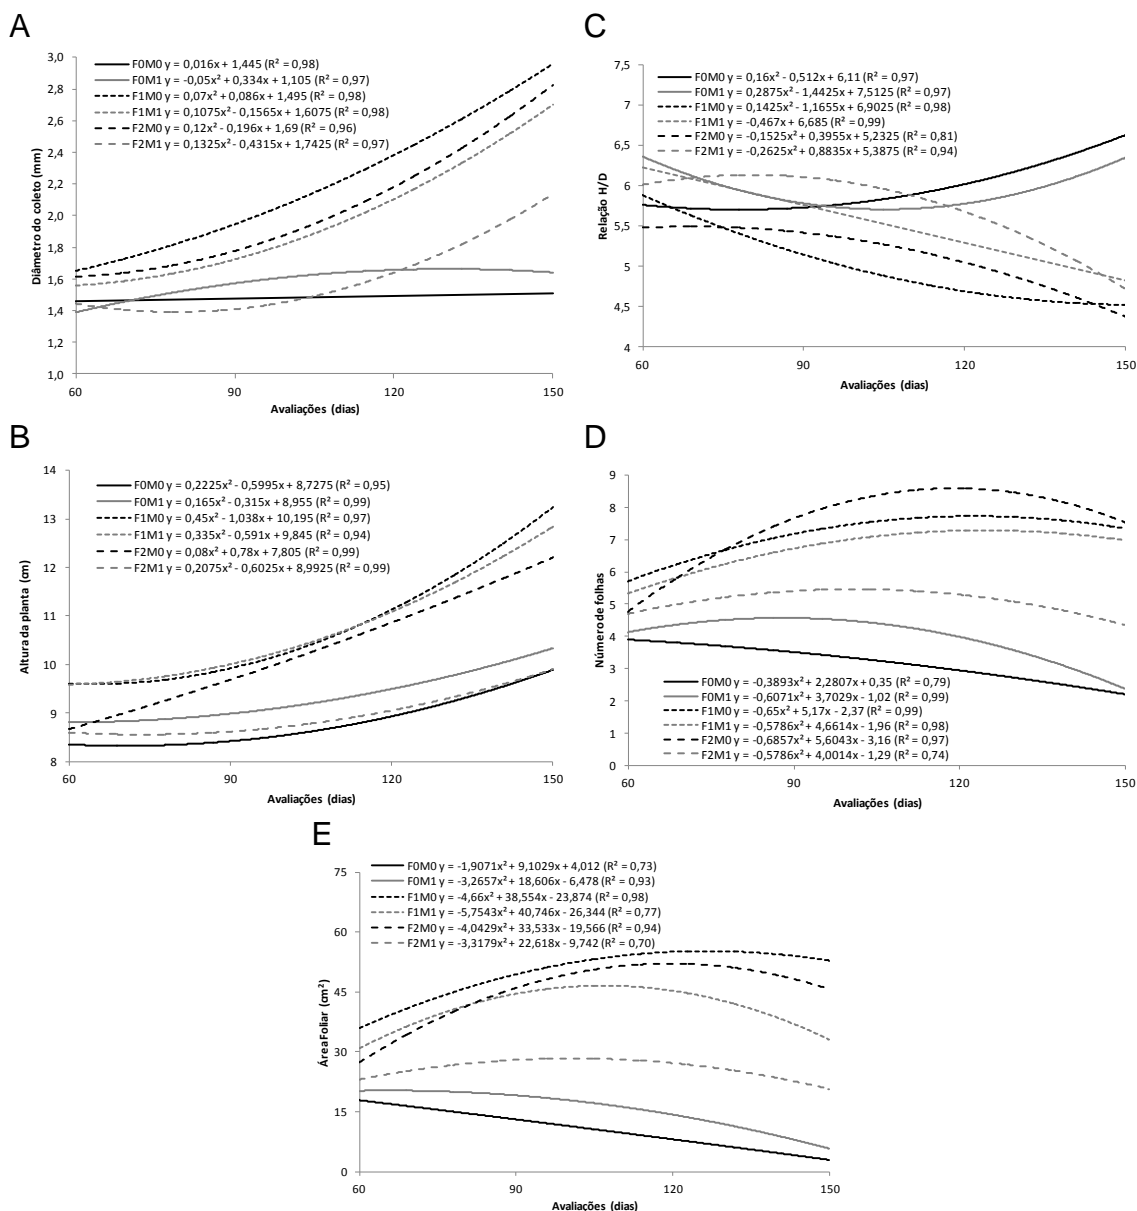 A
Diâmetro do coleto (mm)
3,0
2,8
2,6
2,4
2,2
2,0
1,8
1,6
1,4
1,2
1,0
F0M0 y = 0,016x + 1,445 (R² = 0,98)
F0M1 y = -0,05x² + 0,334x + 1,105 (R² = 0,97)
F1M0 y = 0,07x² + 0,086x + 1,495 (R² = 0,98)
F1M1 y = 0,1075x² - 0,1565x + 1,6075 (R² = 0,98)
F2M0 y = 0,12x² - 0,196x + 1,69 (R² = 0,96)
F2M1 y = 0,1325x² - 0,4315x + 1,7425 (R² = 0,97)
60 90 120 150
Avaliações (dias)
C
Relação H/D
7,5
7
6,5
6
5,5
5
4,5
4
F0M0 y = 0,16x² - 0,512x + 6,11 (R² = 0,97)
F0M1 y = 0,2875x² - 1,4425x + 7,5125 (R² = 0,97)
F1M0 y = 0,1425x² - 1,1655x + 6,9025 (R² = 0,98)
F1M1 y = -0,467x + 6,685 (R² = 0,99)
F2M0 y = -0,1525x² + 0,3955x + 5,2325 (R² = 0,81)
F2M1 y = -0,2625x² + 0,8835x + 5,3875 (R² = 0,94)
60 90 120 150
Avaliações (dias)
B
Altura da planta (cm)
14
13
12
11
10
9
8
F0M0 y = 0,2225x² - 0,5995x + 8,7275 (R² = 0,95)
F0M1 y = 0,165x² - 0,315x + 8,955 (R² = 0,99)
F1M0 y = 0,45x² - 1,038x + 10,195 (R² = 0,97)
F1M1 y = 0,335x² - 0,591x + 9,845 (R² = 0,94)
F2M0 y = 0,08x² + 0,78x + 7,805 (R² = 0,99)
F2M1 y = 0,2075x² - 0,6025x + 8,9925 (R² = 0,99)
60 90 120 150
Avaliações (dias)
D
Número de folhas
9
8
7
6
5
4
3
2
1
0
F0M0 y = -0,3893x² + 2,2807x + 0,35 (R² = 0,79)
F0M1 y = -0,6071x² + 3,7029x - 1,02 (R² = 0,99)
F1M0 y = -0,65x² + 5,17x - 2,37 (R² = 0,99)
F1M1 y = -0,5786x² + 4,6614x - 1,96 (R² = 0,98)
F2M0 y = -0,6857x² + 5,6043x - 3,16 (R² = 0,97)
F2M1 y = -0,5786x² + 4,0014x - 1,29 (R² = 0,74)
60 90 120 150
Avaliações (dias)
E
Área Foliar (cm²)
75
60
45
30
15
0
F0M0 y = -1,9071x² + 9,1029x + 4,012 (R² = 0,73)
F0M1 y = -3,2657x² + 18,606x - 6,478 (R² = 0,93)
F1M0 y = -4,66x² + 38,554x - 23,874 (R² = 0,98)
F1M1 y = -5,7543x² + 40,746x - 26,344 (R² = 0,77)
F2M0 y = -4,0429x² + 33,533x - 19,566 (R² = 0,94)
F2M1 y = -3,3179x² + 22,618x - 9,742 (R² = 0,70)
60 90 120 150
Avaliações (dias)